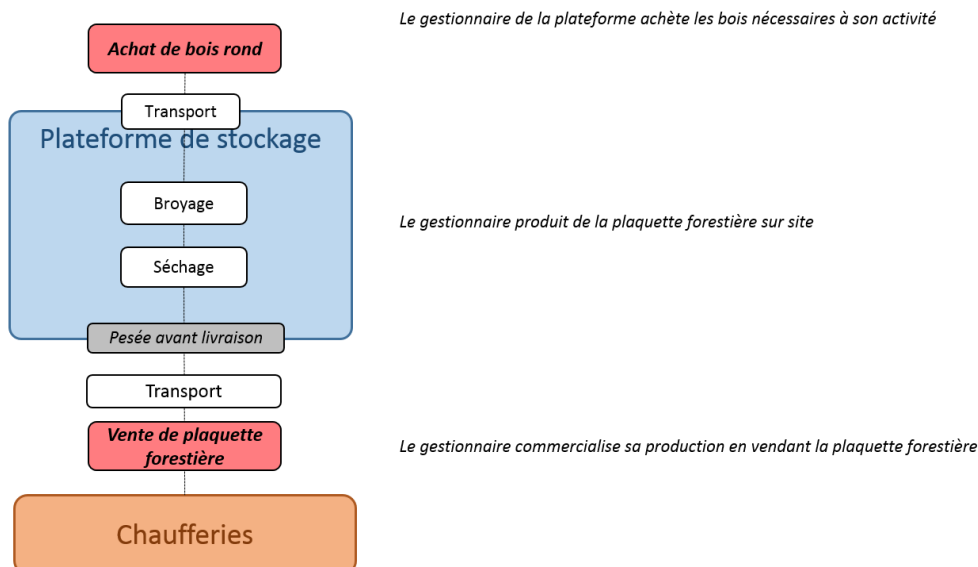 Le gestionnaire de la plateforme achète les bois nécessaires à son activité
Achat de bois rond
Transport
Plateforme de stockage
Broyage
Le gestionnaire produit de la plaquette forestière sur site
Séchage
Pesée avant livraison
Transport
Vente de plaquette
forestière
Le gestionnaire commercialise sa production en vendant la plaquette forestière
Chaufferies